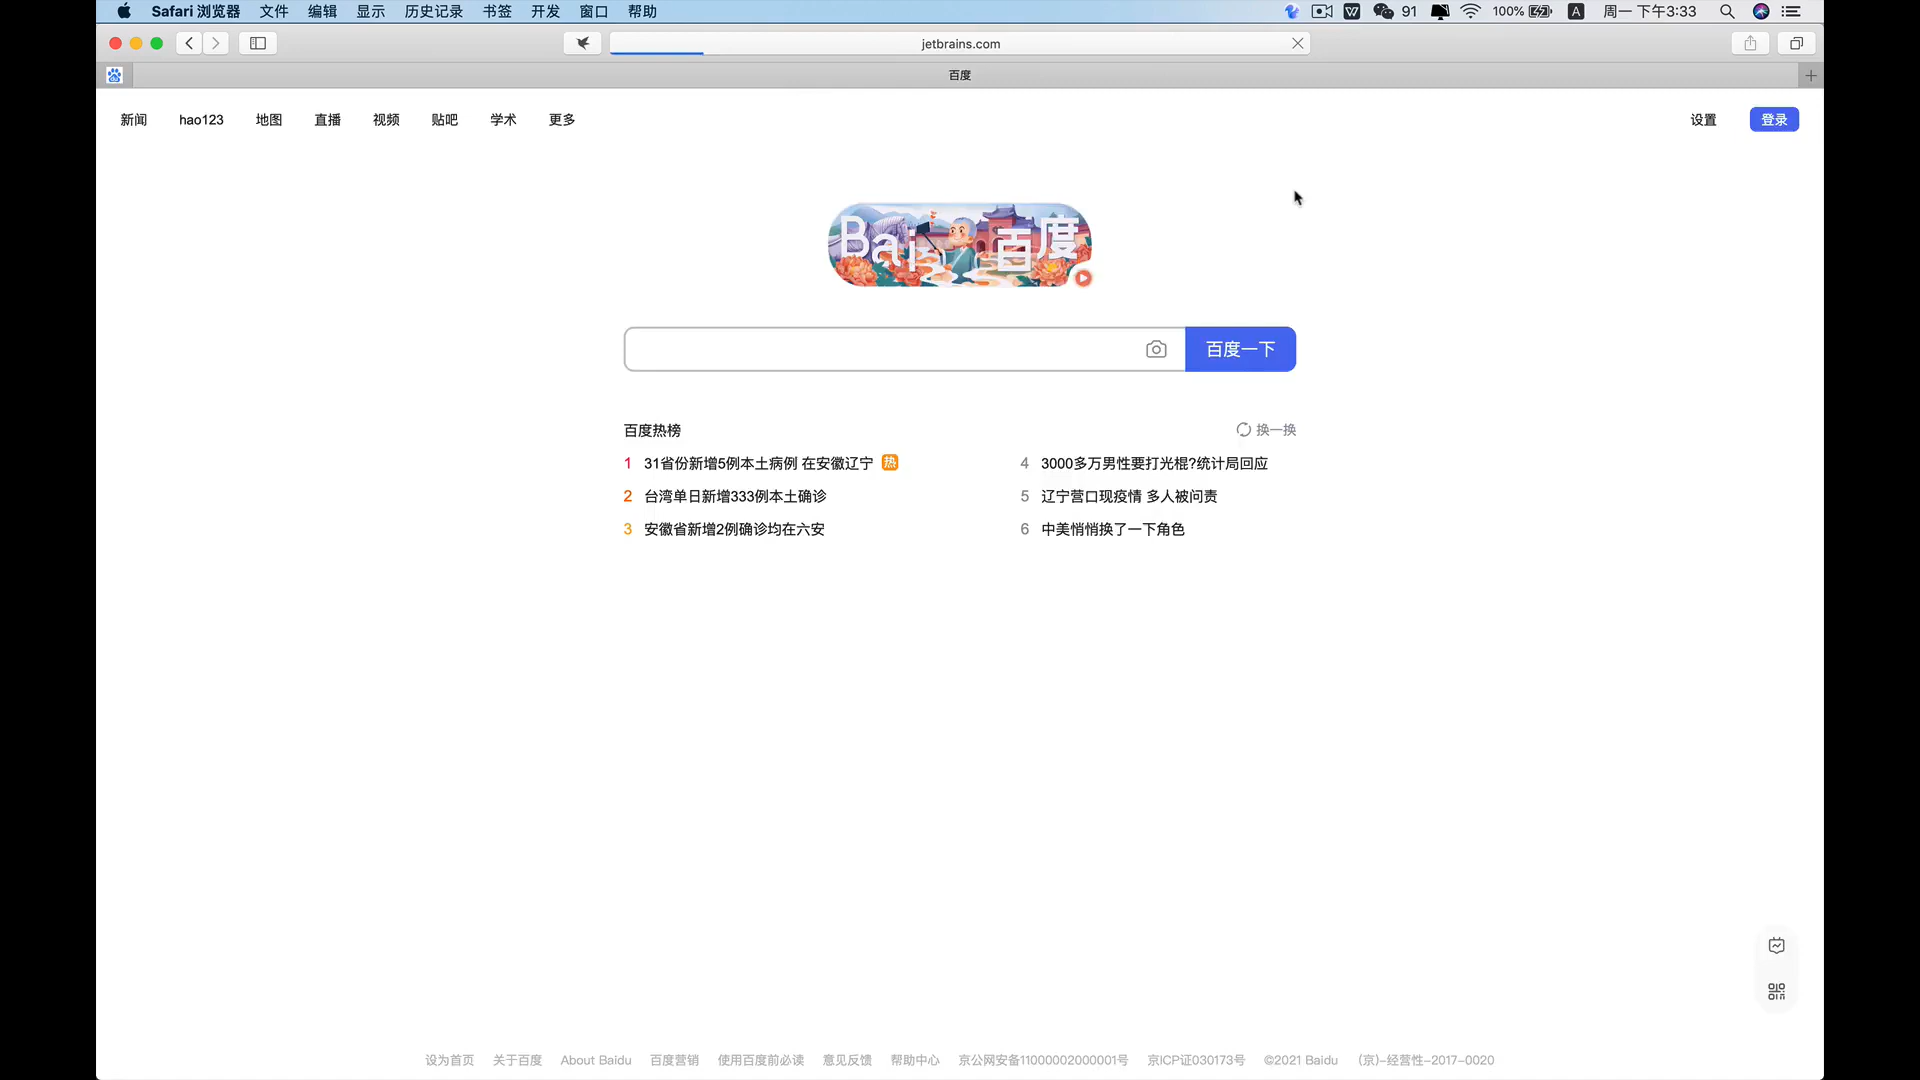 Safari 浏览器 文件 编辑 显示 历史记录 书签 开发 窗口 帮助 91 100% A 周一 下午3:33
jetbrains.com
百度
新闻 hao123 地图 直播 视频 贴吧 学术 更多 设置 登录
Bai 百度
百度一下
百度热榜 换一换
1 31省份新增5例本土病例 在安徽辽宁 热 4 3000多万男性要打光棍?统计局回应
2 台湾单日新增333例本土确诊 5 辽宁营口现疫情 多人被问责
3 安徽省新增2例确诊均在六安 6 中美悄悄换了一下角色
设为首页 关于百度 About Baidu 百度营销 使用百度前必读 意见反馈 帮助中心 京公网安备11000002000001号 京ICP证030173号 ©2021 Baidu (京)-经营性-2017-0020